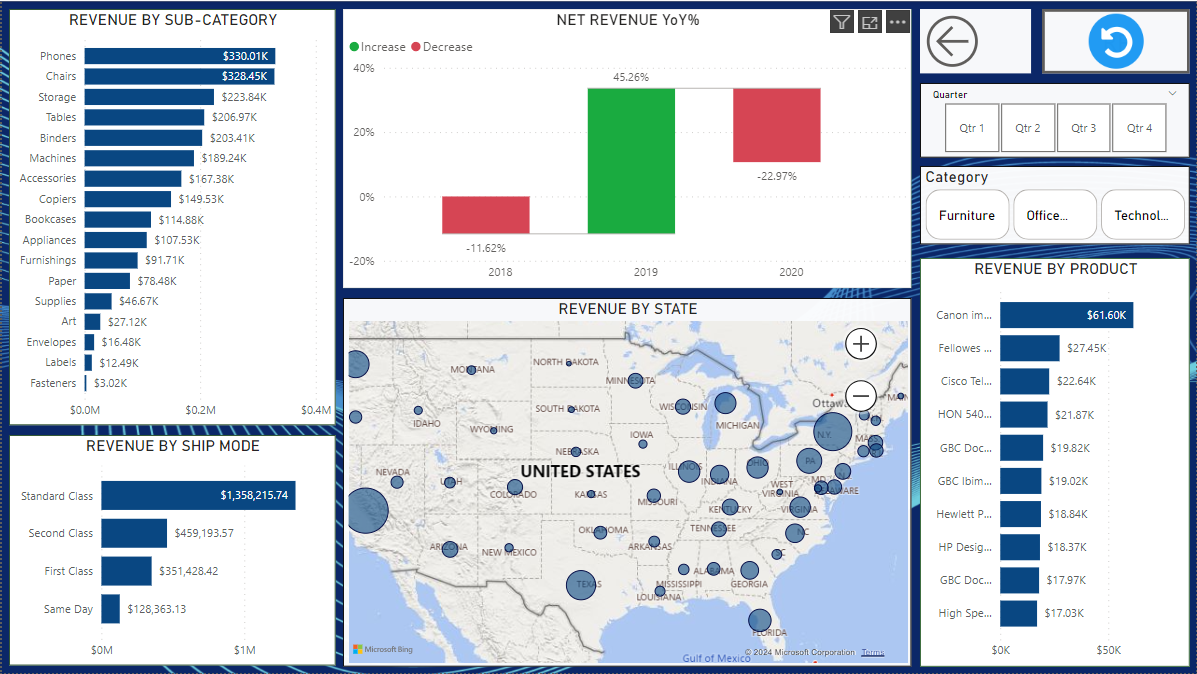 REVENUE BY SUB-CATEGORY
Phones $330.01K
Chairs $328.45K
Storage $223.84K
Tables $206.97K
Binders $203.41K
Machines $189.24K
Accessories $167.38K
Copiers $149.53K
Bookcases $114.88K
Appliances $107.53K
Furnishings $91.71K
Paper $78.48K
Supplies $46.67K
Art $27.12K
Envelopes $16.48K
Labels $12.49K
Fasteners $3.02K
$0.0M $0.2M $0.4M
REVENUE BY SHIP MODE
Standard Class $1,358,215.74
Second Class $459,193.57
First Class $351,428.42
Same Day $128,363.13
$0M $1M
NET REVENUE YoY%
Increase Decrease
40%
20%
0%
-20%
45.26%
-22.97%
-11.62%
2018 2019 2020
REVENUE BY STATE
MONTANA
NORTH DAKOTA
MINNESOTA
Ottawa
IDAHO
WYOMING
SOUTH DAKOTA
WISCONSIN
MICHIGAN
N.Y.
IOWA
NEBRASKA
UNITED STATES
NEVADA
UTAH
COLORADO
KANSAS
MISSOURI
ILLINOIS
INDIANA
OHIO
PA
MD
DELAWARE
WEST VIRGINIA
VIRGINIA
KENTUCKY
TENNESSEE
NC
SC
ARIZONA
NEW MEXICO
OKLAHOMA
ARKANSAS
TEXAS
LOUISIANA
MISSISSIPPI
ALABAMA
GEORGIA
FLORIDA
Gulf of Mexico
Microsoft Bing
© 2024 Microsoft Corporation Terms
Quarter
Qtr 1 Qtr 2 Qtr 3 Qtr 4
Category
Furniture Office... Technol...
REVENUE BY PRODUCT
Canon im... $61.60K
Fellowes ... $27.45K
Cisco Tel... $22.64K
HON 540... $21.87K
GBC Doc... $19.82K
GBC Ibim... $19.02K
Hewlett P... $18.84K
HP Desig... $18.37K
GBC Doc... $17.97K
High Spe... $17.03K
$0K $50K